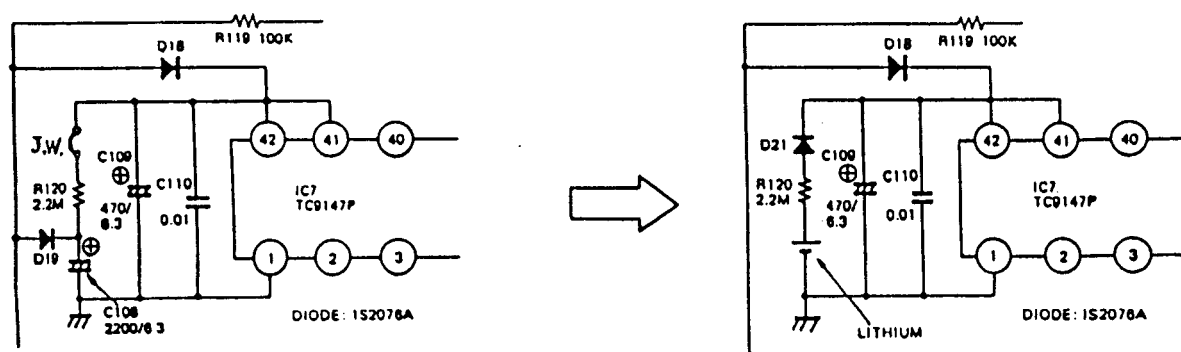 R119 100K
D18
J.W.
C109
⊕
R120
2.2M
C110
470/
6.3
0.01
42
41
40
IC7
TC9147P
D19
⊕
1
2
3
C108
2200/6.3
DIODE: 1S2076A
R119 100K
D18
D21
C109
⊕
R120
2.2M
C110
470/
6.3
0.01
42
41
40
IC7
TC9147P
1
2
3
LITHIUM
DIODE: 1S2076A